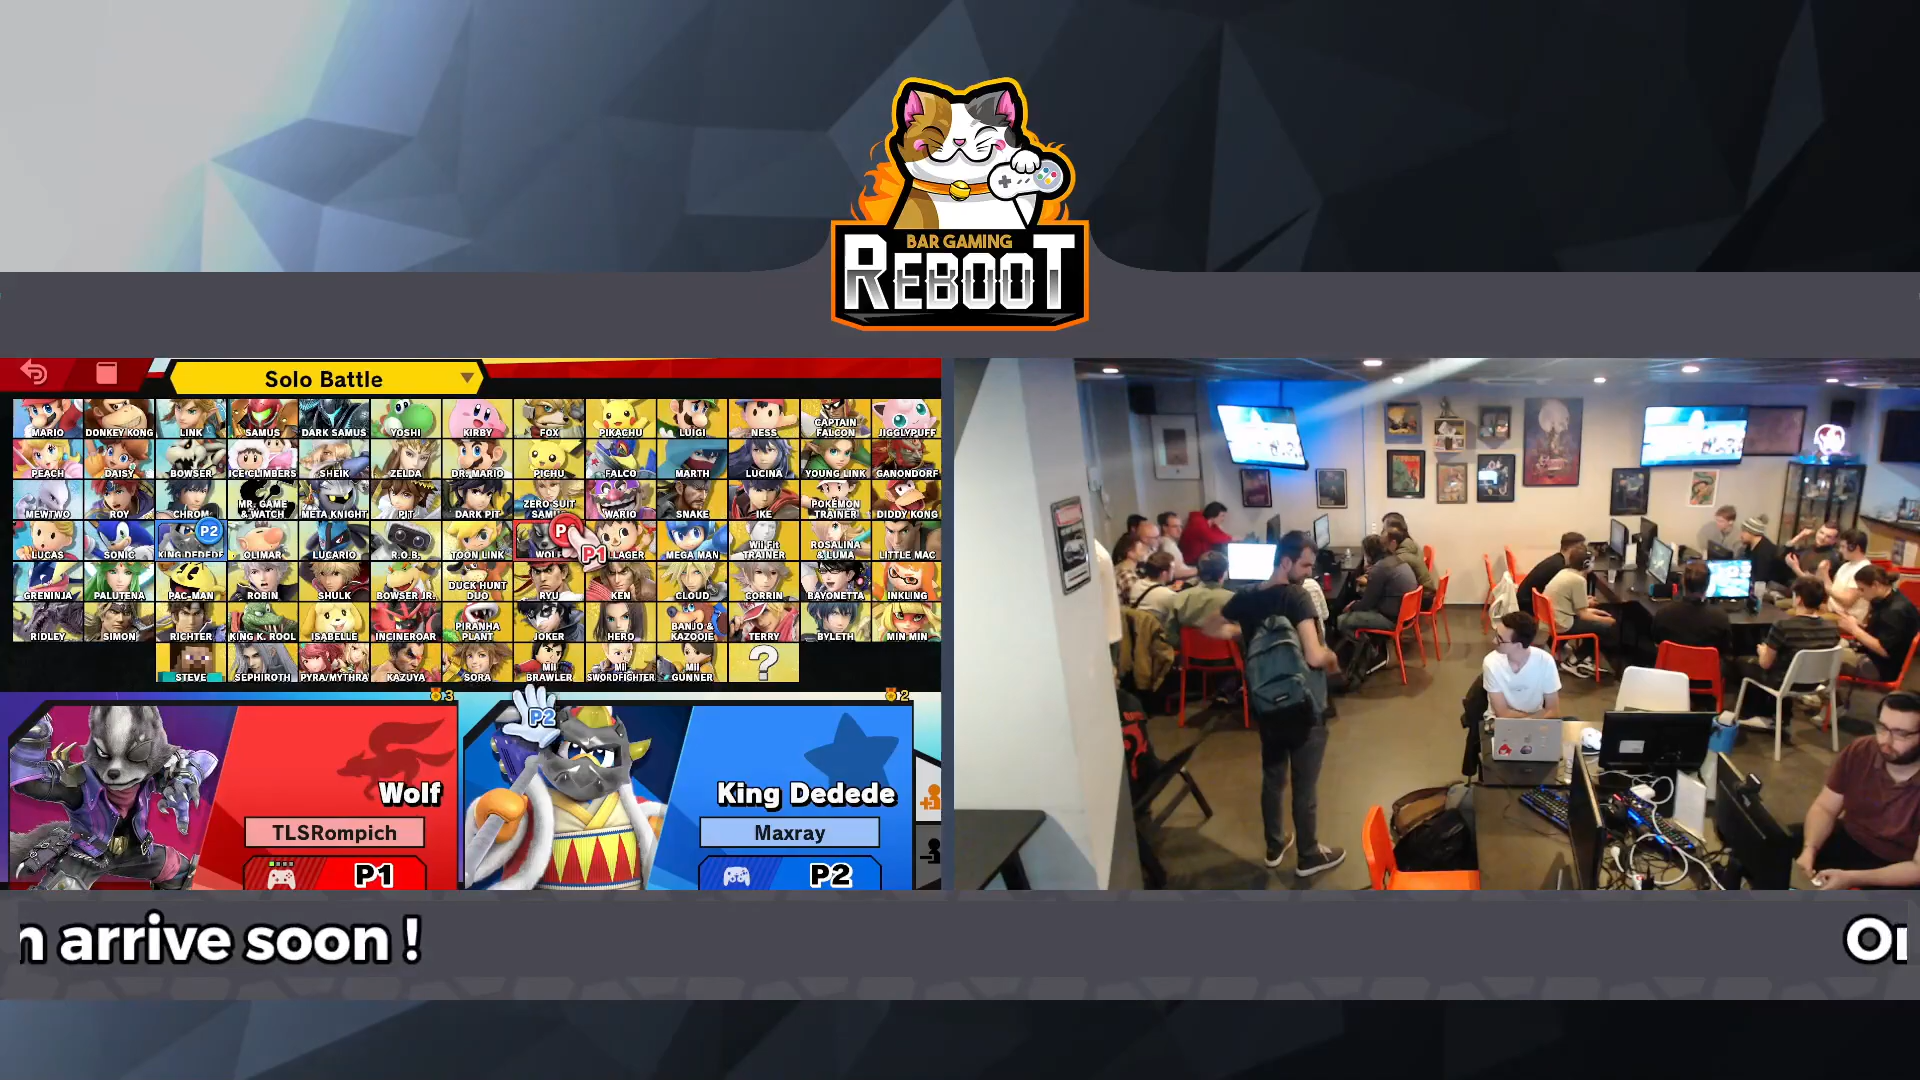 BAR GAMING
REBOOT
Solo Battle
MARIO DONKEY KONG LINK SAMUS DARK SAMUS YOSHI KIRBY FOX PIKACHU LUIGI NESS CAPTAIN FALCON JIGGLYPUFF
PEACH DAISY BOWSER ICE CLIMBERS SHEIK ZELDA DR. MARIO PICHU FALCO MARTH LUCINA YOUNG LINK GANONDORF
MEWTWO ROY CHROM MR. GAME & WATCH META KNIGHT PIT DARK PIT ZERO SUIT WARIO SNAKE IKE POKÉMON TRAINER DIDDY KONG
LUCAS SONIC KING DEDEDE P2 OLIMAR LUCARIO R.O.B. TOON LINK P1 MEGA MAN Wii Fit TRAINER ROSALINA & LUMA LITTLE MAC
GRENINJA PALUTENA PAC-MAN ROBIN SHULK BOWSER JR. DUCK HUNT DUO RYU KEN CLOUD CORRIN BAYONETTA INKLING
RIDLEY SIMON RICHTER KING K. ROOL ISABELLE INCINEROAR PIRANHA PLANT JOKER HERO BANJO & KAZOOIE TERRY BYLETH MIN MIN
STEVE SEPHIROTH PYRA/MYTHRA KAZUYA SORA Mii BRAWLER Mii SWORDFIGHTER Mii GUNNER ?
3
2
P2
Wolf
TLSRompich
P1
King Dedede
Maxray
P2
n arrive soon !
On